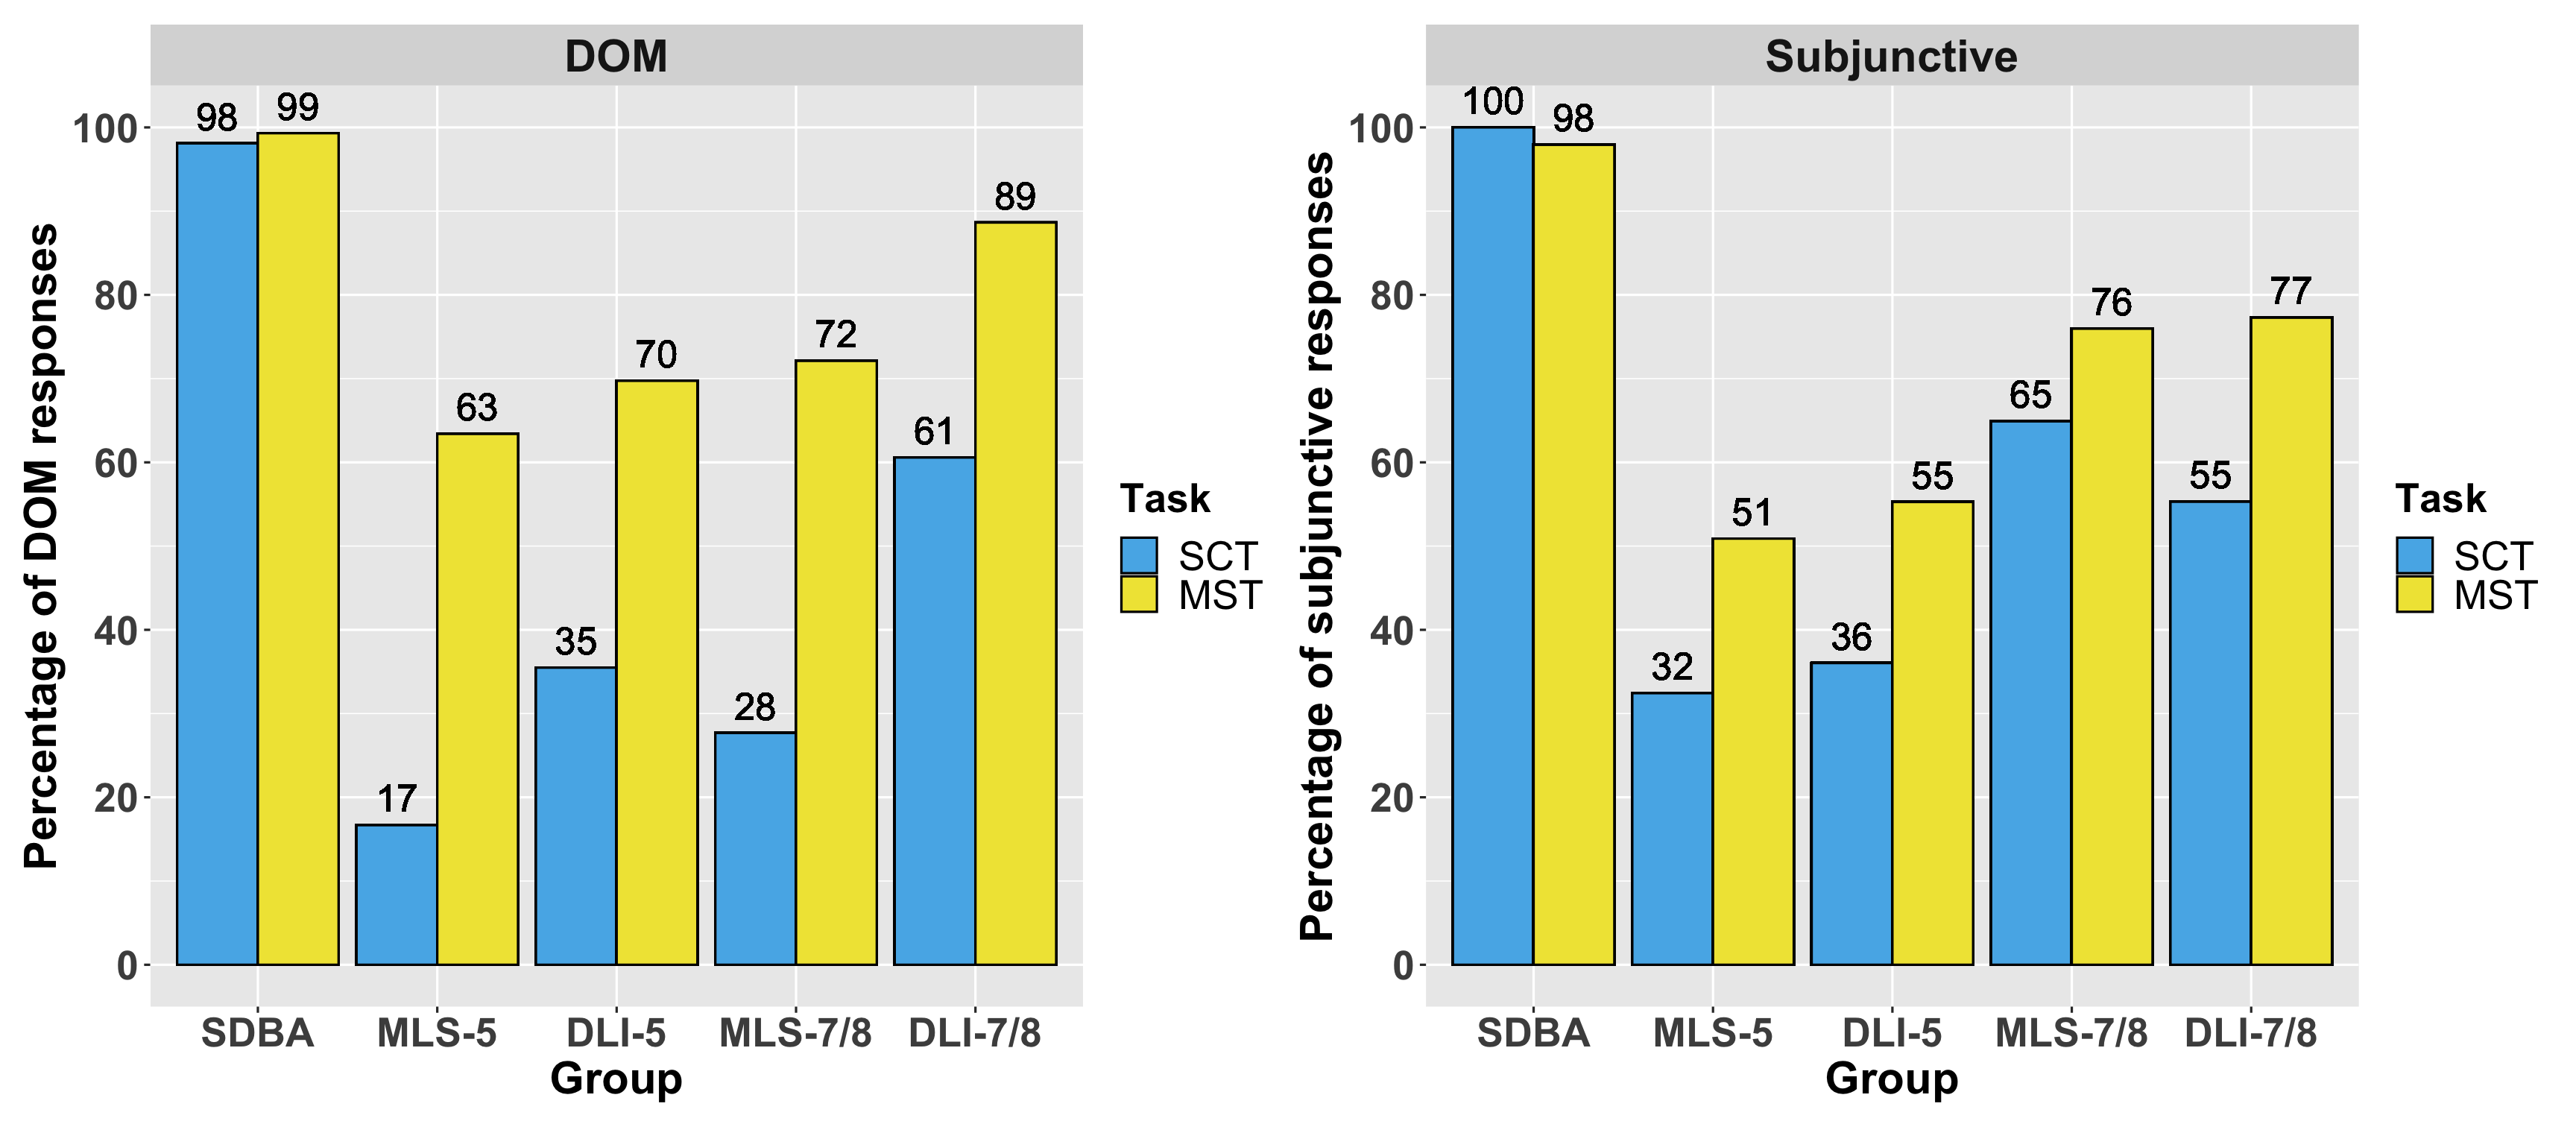 DOM
Percentage of DOM responses
100
80
60
40
20
0
98
99
17
63
35
70
28
72
61
89
SDBA
MLS-5
DLI-5
MLS-7/8
DLI-7/8
Group
Task
SCT
MST
Subjunctive
Percentage of subjunctive responses
100
80
60
40
20
0
100
98
32
51
36
55
65
76
55
77
SDBA
MLS-5
DLI-5
MLS-7/8
DLI-7/8
Group
Task
SCT
MST